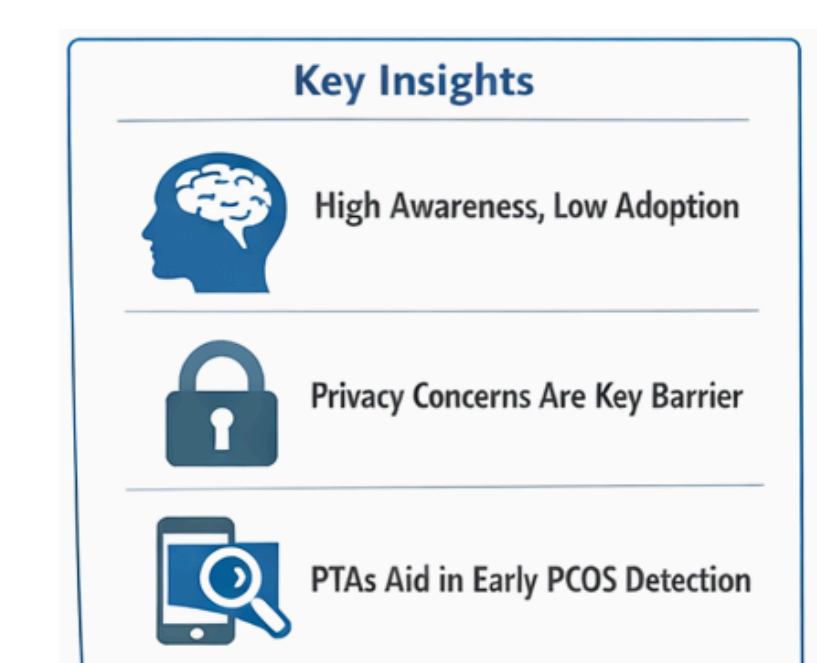 Key Insights
High Awareness, Low Adoption
Privacy Concerns Are Key Barrier
PTAs Aid in Early PCOS Detection